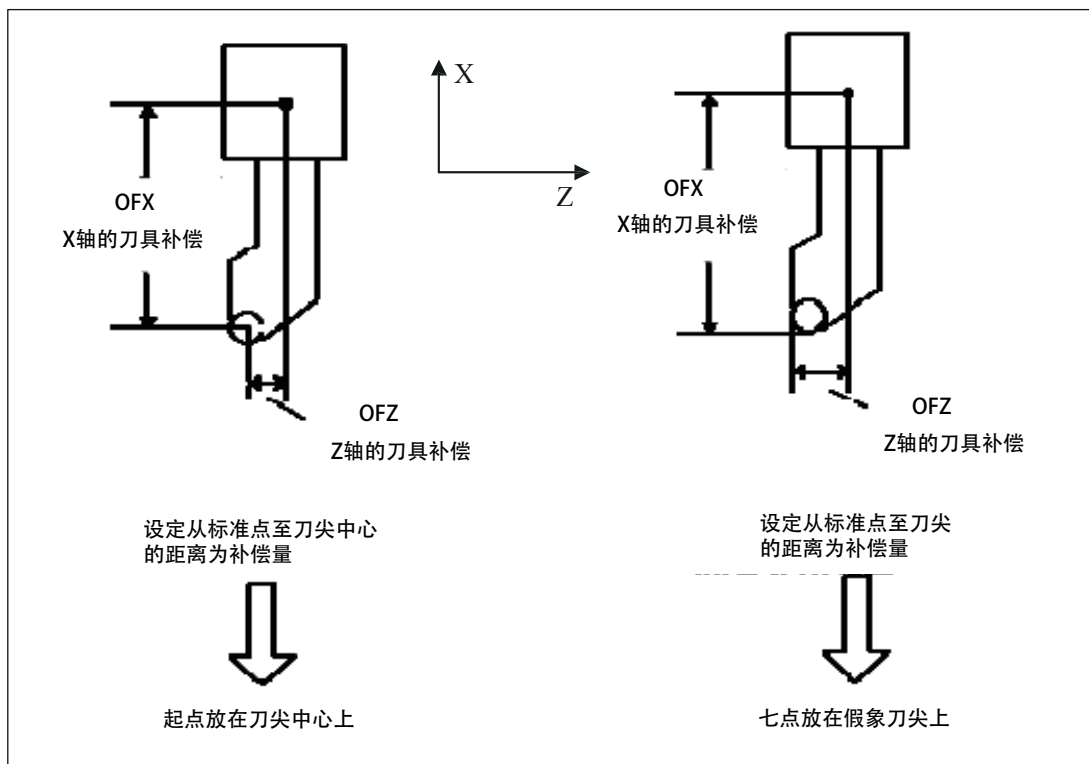 X
Z
OFX
X轴的刀具补偿
OFZ
Z轴的刀具补偿
设定从标准点至刀尖中心
的距离为补偿量
起点放在刀尖中心上
OFX
X轴的刀具补偿
OFZ
Z轴的刀具补偿
设定从标准点至刀尖
的距离为补偿量
七点放在假象刀尖上